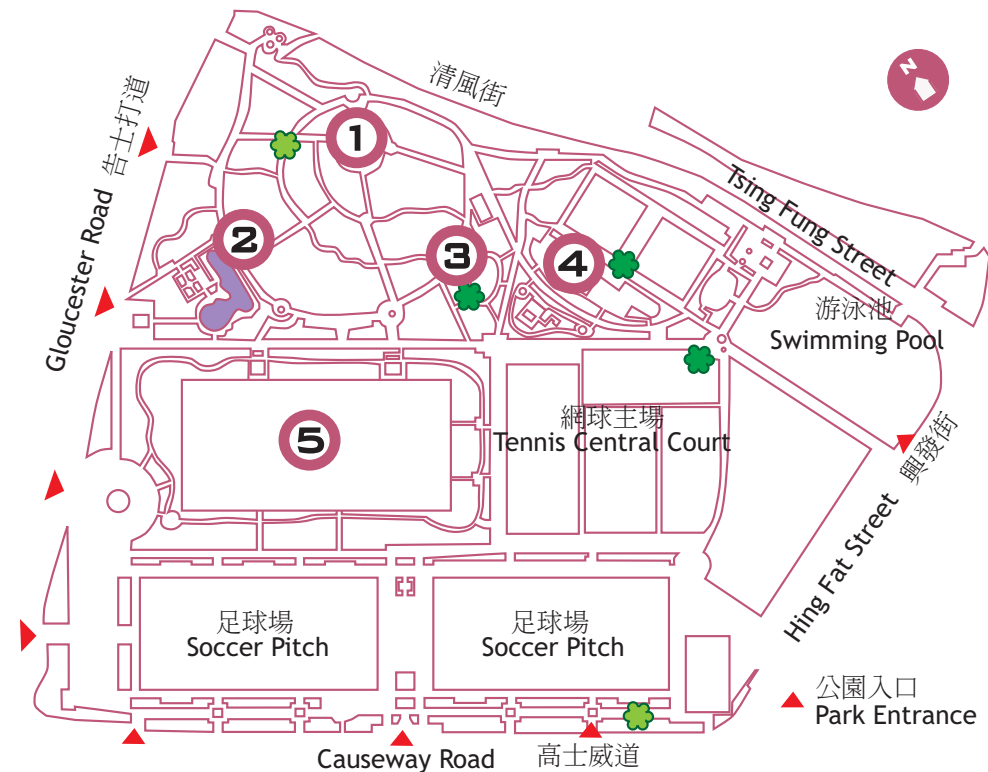 N
清風街
告士打道
Gloucester Road
1
2
3
4
Tsing Fung Street
游泳池
Swimming Pool
網球主場
Tennis Central Court
5
興發街
Hing Fat Street
足球場
Soccer Pitch
足球場
Soccer Pitch
公園入口
Park Entrance
Causeway Road
高士威道